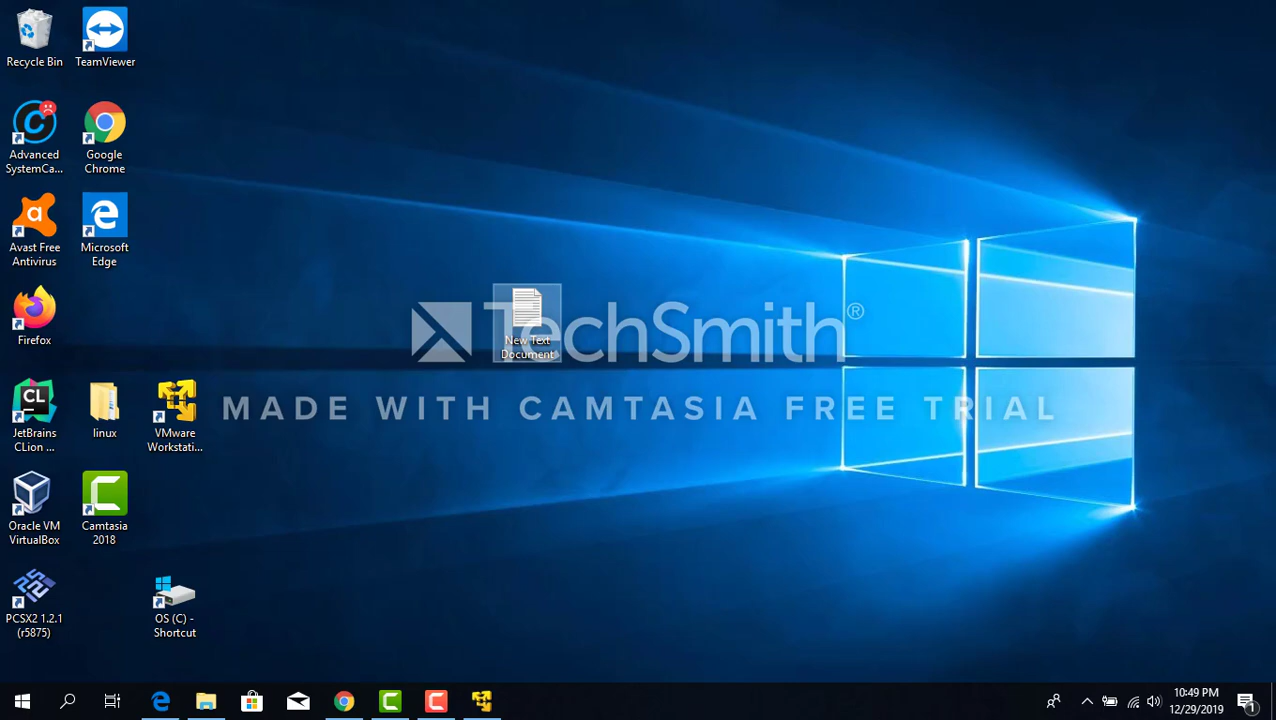 Recycle Bin
TeamViewer
Advanced
SystemCa...
Google
Chrome
Avast Free
Antivirus
Microsoft
Edge
Firefox
New Text
Document
TechSmith®
MADE WITH CAMTASIA FREE TRIAL
CL
JetBrains
CLion ...
linux
VMware
Workstati...
Oracle VM
VirtualBox
Camtasia
2018
PCSX2 1.2.1
(r5875)
OS (C) -
Shortcut
10:49 PM
12/29/2019
1